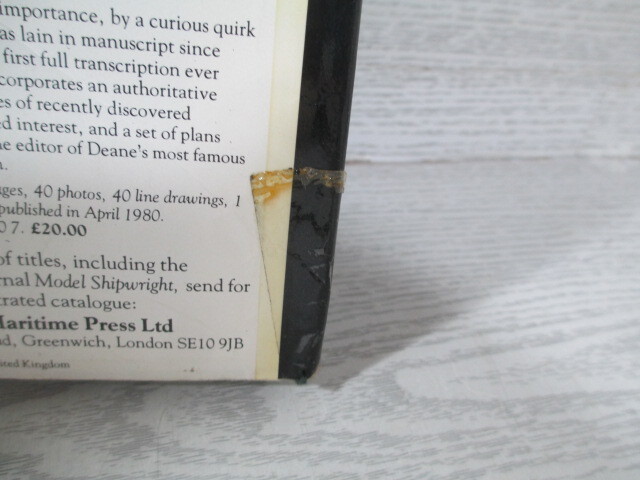 importance, by a curious quirk
as lain in manuscript since
first full transcription ever
corporates an authoritative
es of recently discovered
d interest, and a set of plans
e editor of Deane's most famous
n.
ges, 40 photos, 40 line drawings, 1
published in April 1980.
0 7. £20.00
of titles, including the
rnal Model Shipwright, send for
trated catalogue:
Maritime Press Ltd
d, Greenwich, London SE10 9JB
ited Kingdom